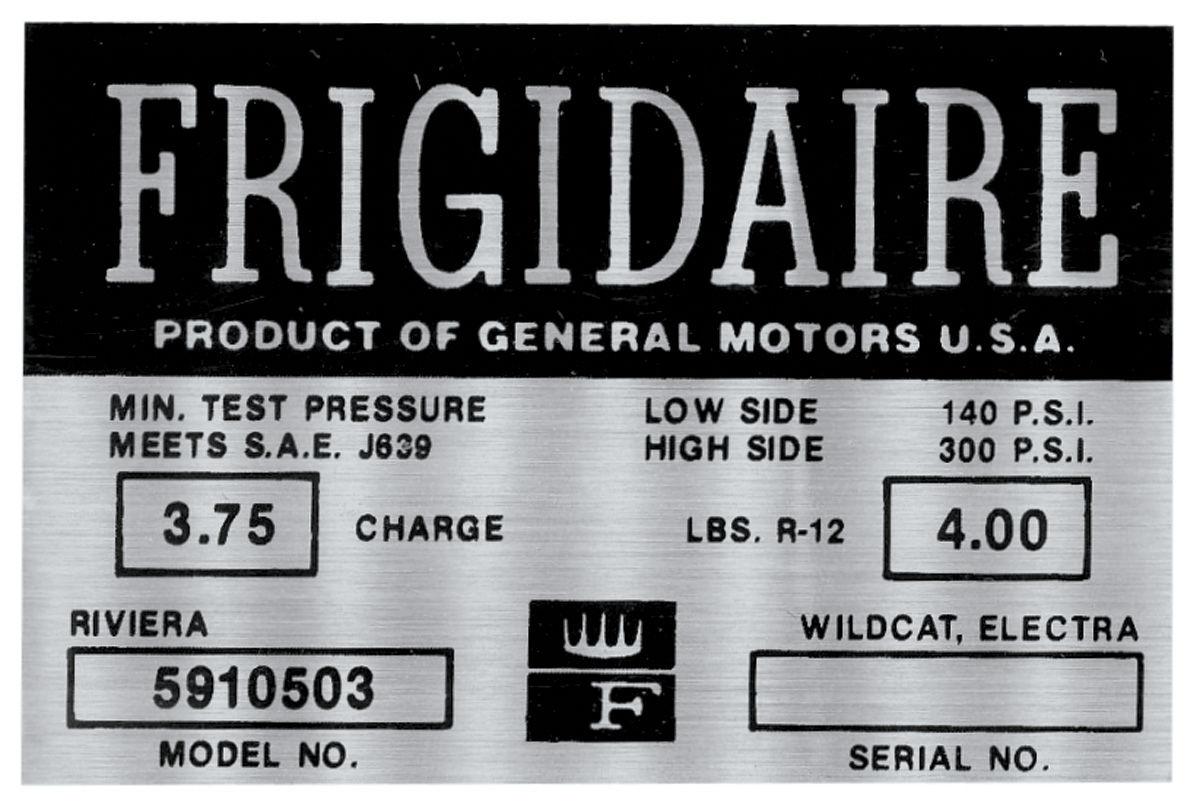 FRIGIDAIRE
PRODUCT OF GENERAL MOTORS U.S.A.
MIN. TEST PRESSURE LOW SIDE 140 P.S.I.
MEETS S.A.E. J639 HIGH SIDE 300 P.S.I.
3.75 CHARGE LBS. R-12 4.00
RIVIERA WILDCAT, ELECTRA
5910503
F
MODEL NO. SERIAL NO.